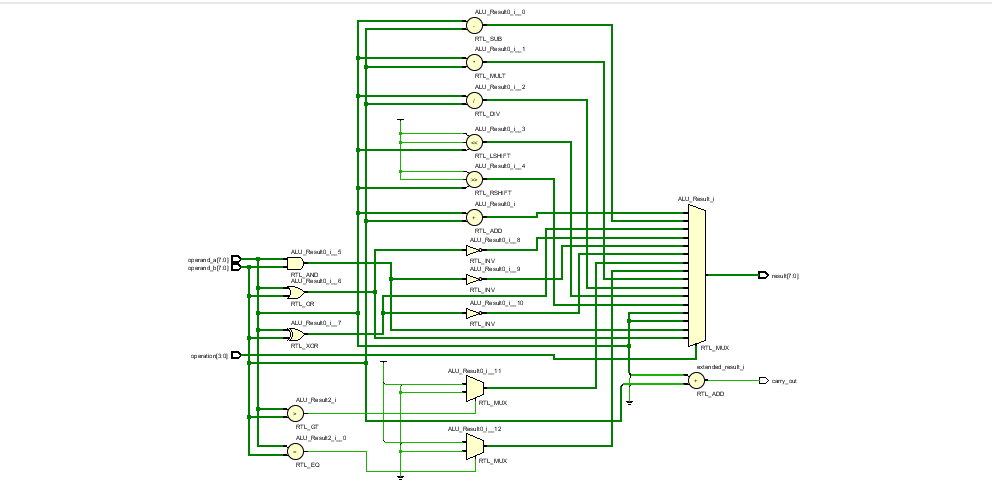 ALU_Result0_i__0
-
RTL_SUB
ALU_Result0_i__1
*
RTL_MULT
ALU_Result0_i__2
/
RTL_DIV
ALU_Result0_i__3
<<
RTL_LSHIFT
ALU_Result0_i__4
>>
RTL_RSHIFT
ALU_Result_i
ALU_Result0_i
+
RTL_ADD
ALU_Result0_i__8
RTL_INV
operand_a[7:0]
operand_b[7:0]
ALU_Result0_i__5
RTL_AND
ALU_Result0_i__9
RTL_INV
result[7:0]
ALU_Result0_i__6
RTL_OR
ALU_Result0_i__10
RTL_INV
ALU_Result0_i__7
RTL_XOR
RTL_MUX
operation[3:0]
ALU_Result0_i__11
RTL_MUX
extended_result_i
+
RTL_ADD
carry_out
ALU_Result2_i
>
RTL_GT
ALU_Result0_i__12
RTL_MUX
ALU_Result2_i__0
=
RTL_EQ